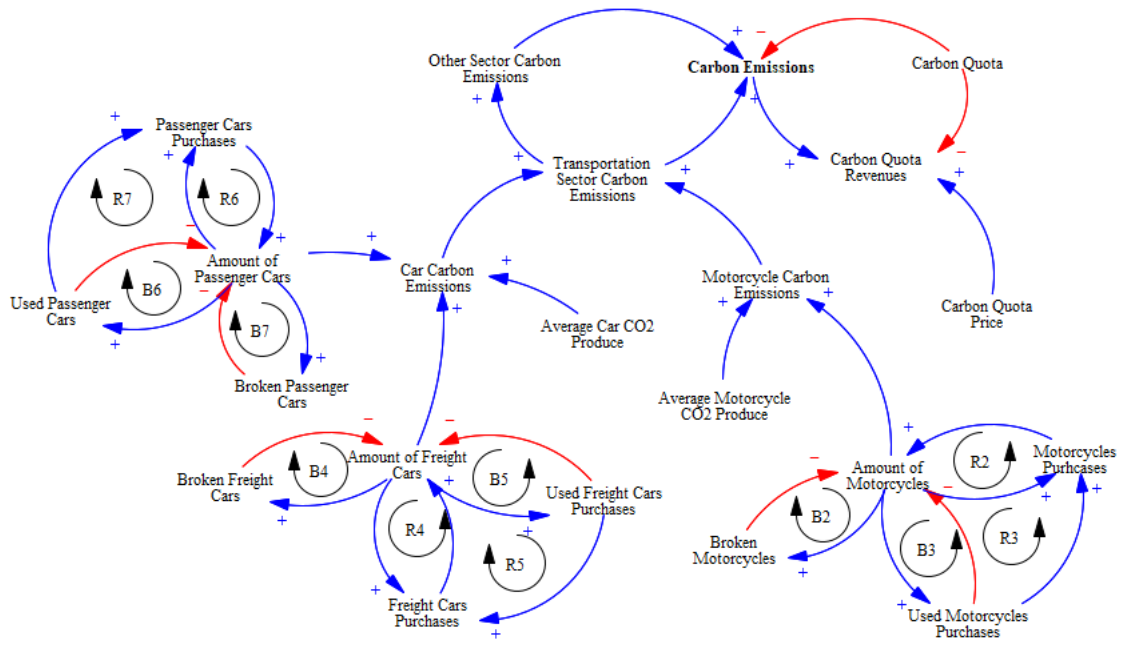 Other Sector Carbon
Emissions
Carbon Emissions
Carbon Quota
Passenger Cars
Purchases
Transportation
Sector Carbon
Emissions
Carbon Quota
Revenues
R7
R6
Amount of
Passenger Cars
Car Carbon
Emissions
Motorcycle Carbon
Emissions
Used Passenger
Cars
B6
B7
Average Car CO2
Produce
Carbon Quota
Price
Broken Passenger
Cars
Average Motorcycle
CO2 Produce
Broken Freight
Cars
B4
Amount of Freight
Cars
B5
Used Freight Cars
Purchases
R4
R5
Freight Cars
Purchases
Amount of
Motorcycles
R2
Motorcycles
Purhcases
B2
B3
R3
Broken
Motorcycles
Used Motorcycles
Purchases
+
−
+
+
+
+
+
−
+
+
+
+
−
+
−
+
+
+
+
+
+
+
−
−
+
+
+
+
+
+
−
−
+
+
+
+